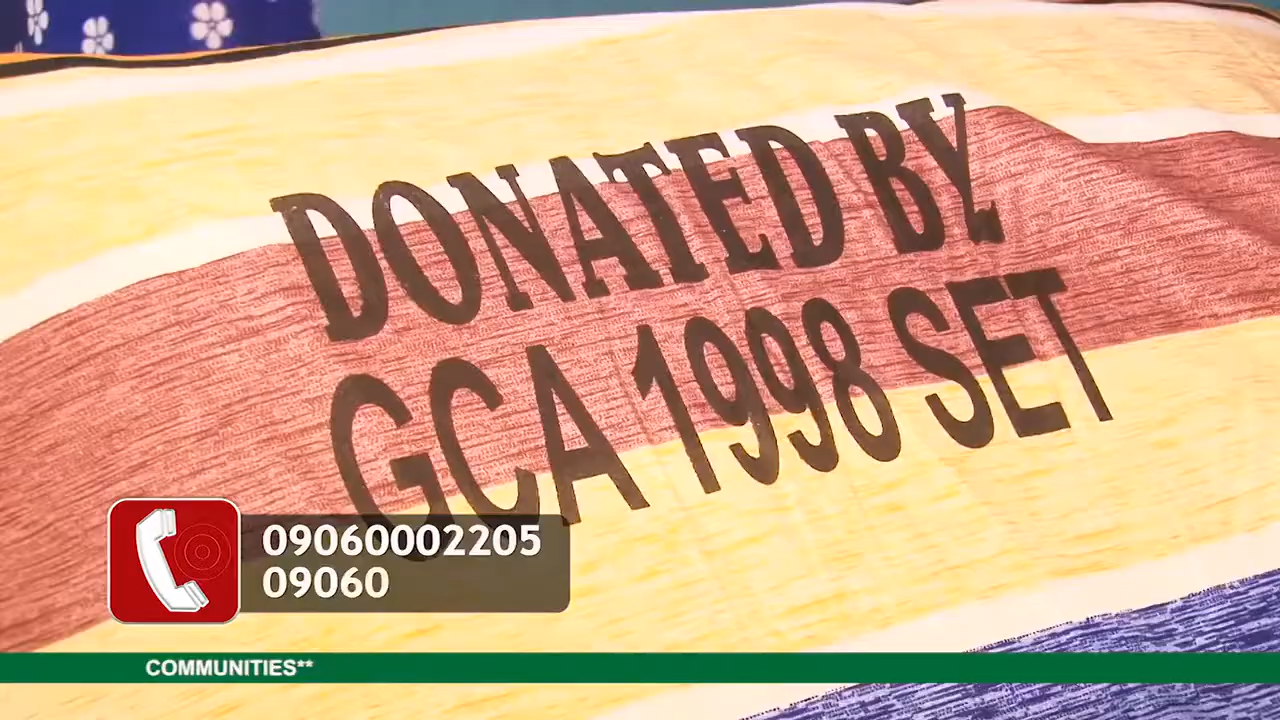 DONATED BY
GCA 1998 SET
09060002205
09060
COMMUNITIES**